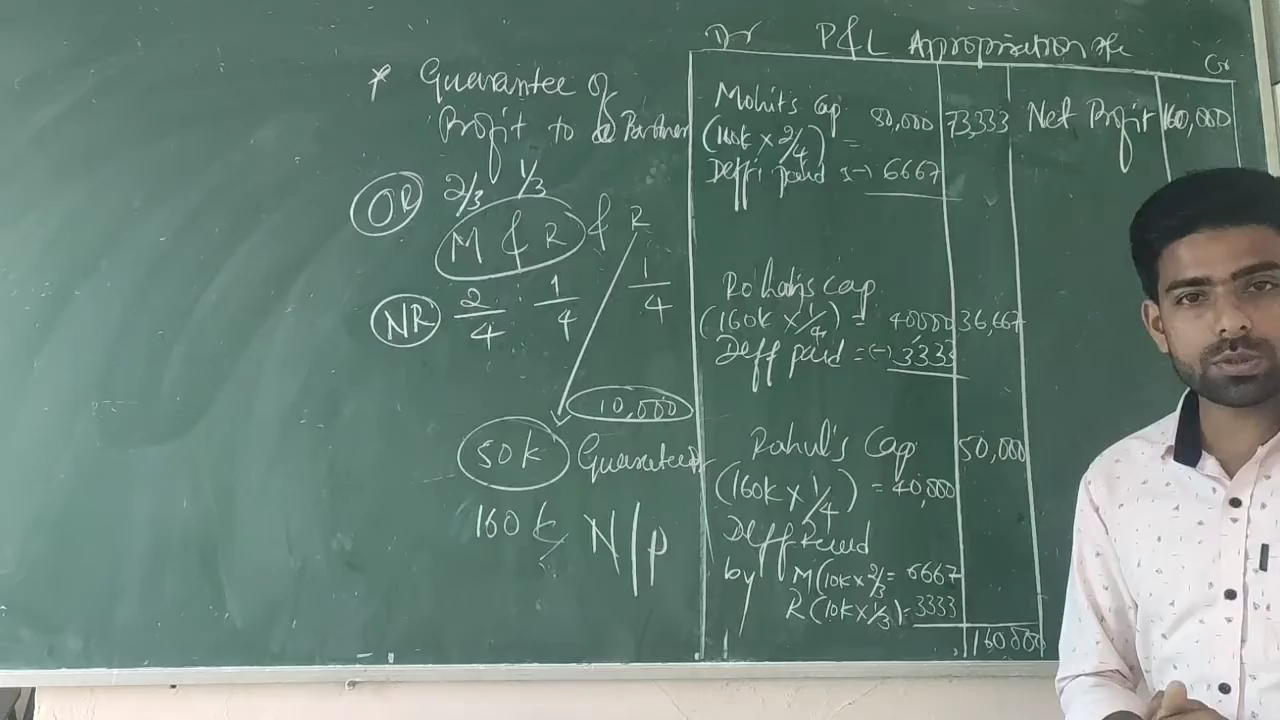 * Guarantee of
Profit to a Partner
OR 2/3 1/3
M & R & R
NR 2/4 1/4 1/4
10,000
50k Guaranteed
160k N/P
Dr P&L Appropriation A/c Cr
Mohit's Cap 80,000 73,333 Net Profit 160,000
(160k × 2/4) =
Deffi paid (-) 6667
Rohan's Cap
(160k × 1/4) = 40000 36,667
Deff paid = (-) 3333
Rahul's Cap 50,000
(160k × 1/4) = 40,000
Deff
by M (10k × 2/3 = 6667
R (10k × 1/3) = 3333
160000